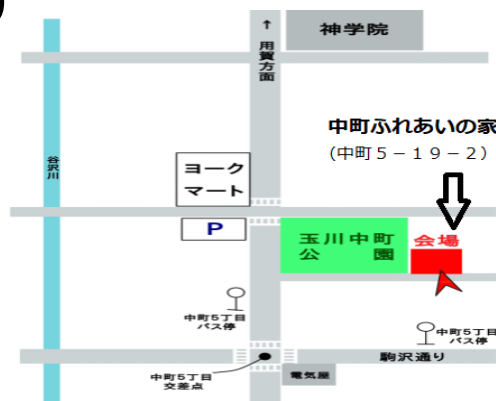 神学院
↑
用賀方面
中町ふれあいの家
(中町5－19－2)
谷沢川
ヨーク
マート
P
玉川中町
公園
会場
中町5丁目
バス停
中町5丁目
バス停
駒沢通り
中町5丁目
交差点
電気屋